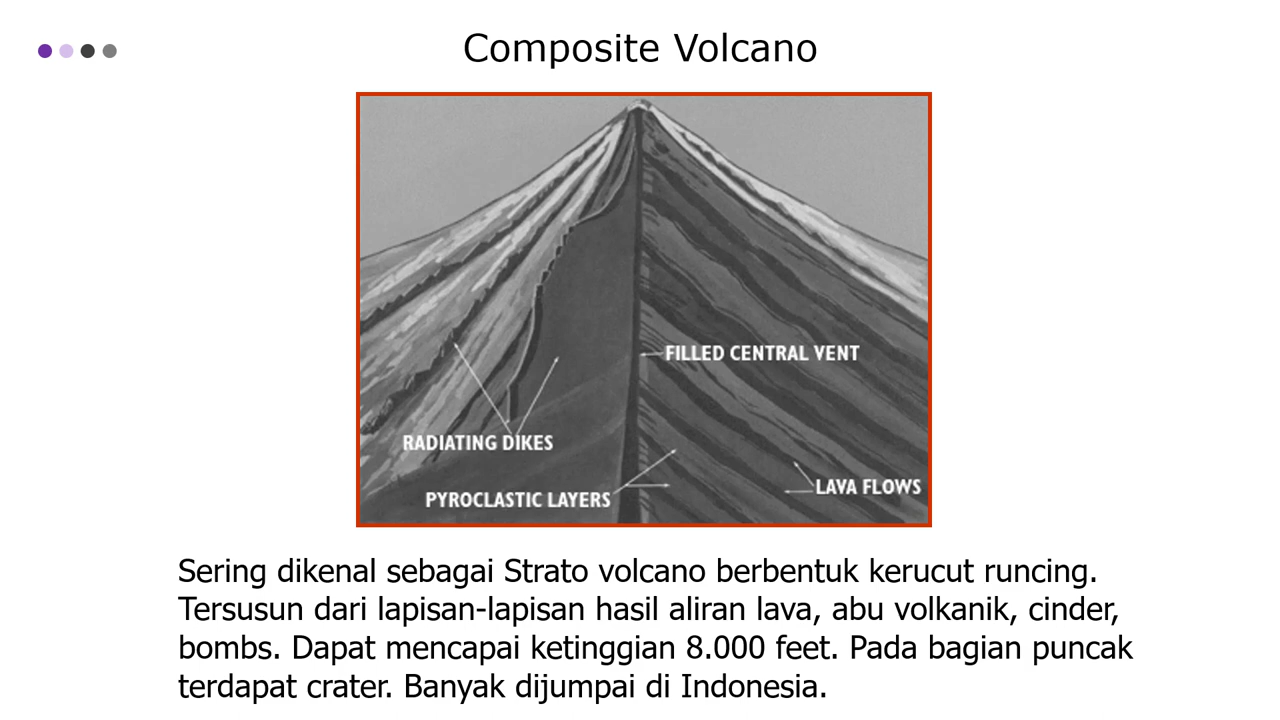 Composite Volcano
FILLED CENTRAL VENT
RADIATING DIKES
PYROCLASTIC LAYERS
LAVA FLOWS
Sering dikenal sebagai Strato volcano berbentuk kerucut runcing.
Tersusun dari lapisan-lapisan hasil aliran lava, abu volkanik, cinder,
bombs. Dapat mencapai ketinggian 8.000 feet. Pada bagian puncak
terdapat crater. Banyak dijumpai di Indonesia.